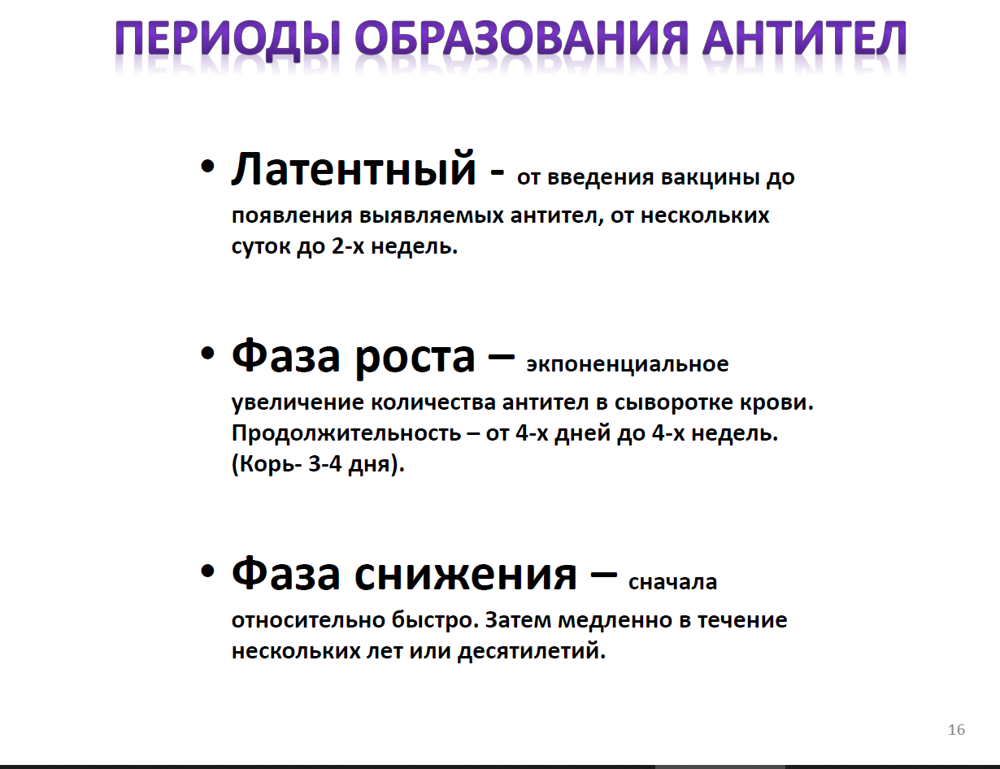 ПЕРИОДЫ ОБРАЗОВАНИЯ АНТИТЕЛ
• Латентный - от введения вакцины до
появления выявляемых антител, от нескольких
суток до 2-х недель.
• Фаза роста – экпоненциальное
увеличение количества антител в сыворотке крови.
Продолжительность – от 4-х дней до 4-х недель.
(Корь- 3-4 дня).
• Фаза снижения – сначала
относительно быстро. Затем медленно в течение
нескольких лет или десятилетий.
16